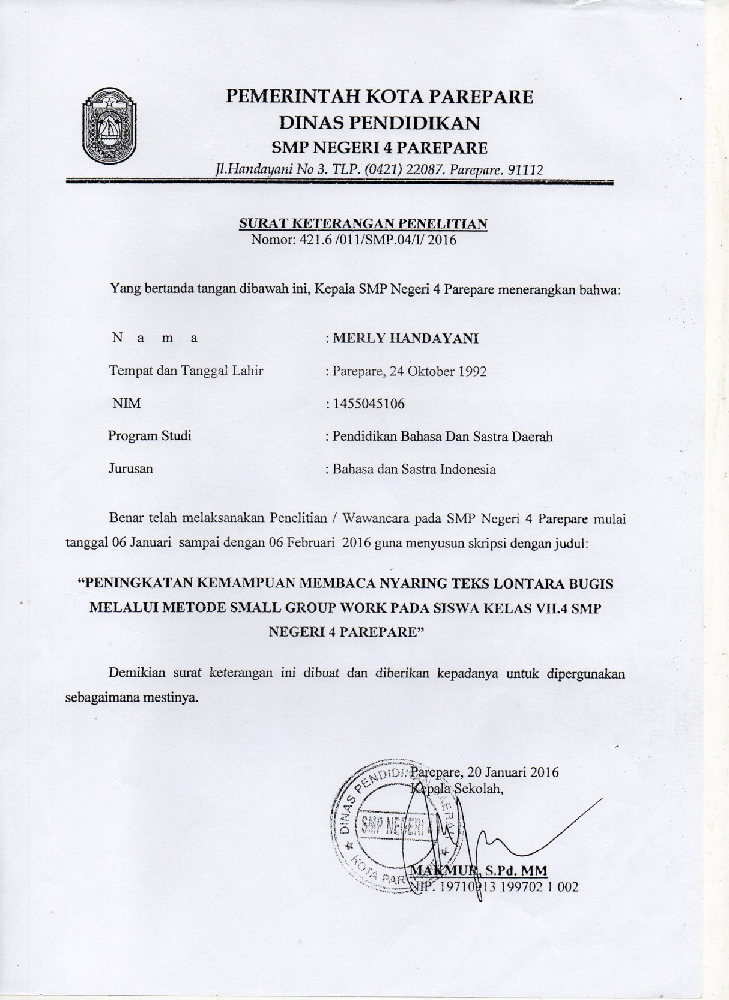 PEMERINTAH KOTA PAREPARE
DINAS PENDIDIKAN
SMP NEGERI 4 PAREPARE
Jl.Handayani No 3. TLP. (0421) 22087. Parepare. 91112
SURAT KETERANGAN PENELITIAN
Nomor: 421.6 /011/SMP.04/I/ 2016
Yang bertanda tangan dibawah ini, Kepala SMP Negeri 4 Parepare menerangkan bahwa:
N a m a : MERLY HANDAYANI
Tempat dan Tanggal Lahir : Parepare, 24 Oktober 1992
NIM : 1455045106
Program Studi : Pendidikan Bahasa Dan Sastra Daerah
Jurusan : Bahasa dan Sastra Indonesia
Benar telah melaksanakan Penelitian / Wawancara pada SMP Negeri 4 Parepare mulai
tanggal 06 Januari sampai dengan 06 Februari 2016 guna menyusun skripsi dengan judul:
“PENINGKATAN KEMAMPUAN MEMBACA NYARING TEKS LONTARA BUGIS
MELALUI METODE SMALL GROUP WORK PADA SISWA KELAS VII.4 SMP
NEGERI 4 PAREPARE”
Demikian surat keterangan ini dibuat dan diberikan kepadanya untuk dipergunakan
sebagaimana mestinya.
Parepare, 20 Januari 2016
Kepala Sekolah,
DINAS PENDIDIKAN DAERAH
SMP NEGERI 4
KOTA PAREPARE
MAKMUR, S.Pd. MM
NIP. 19710913 199702 1 002